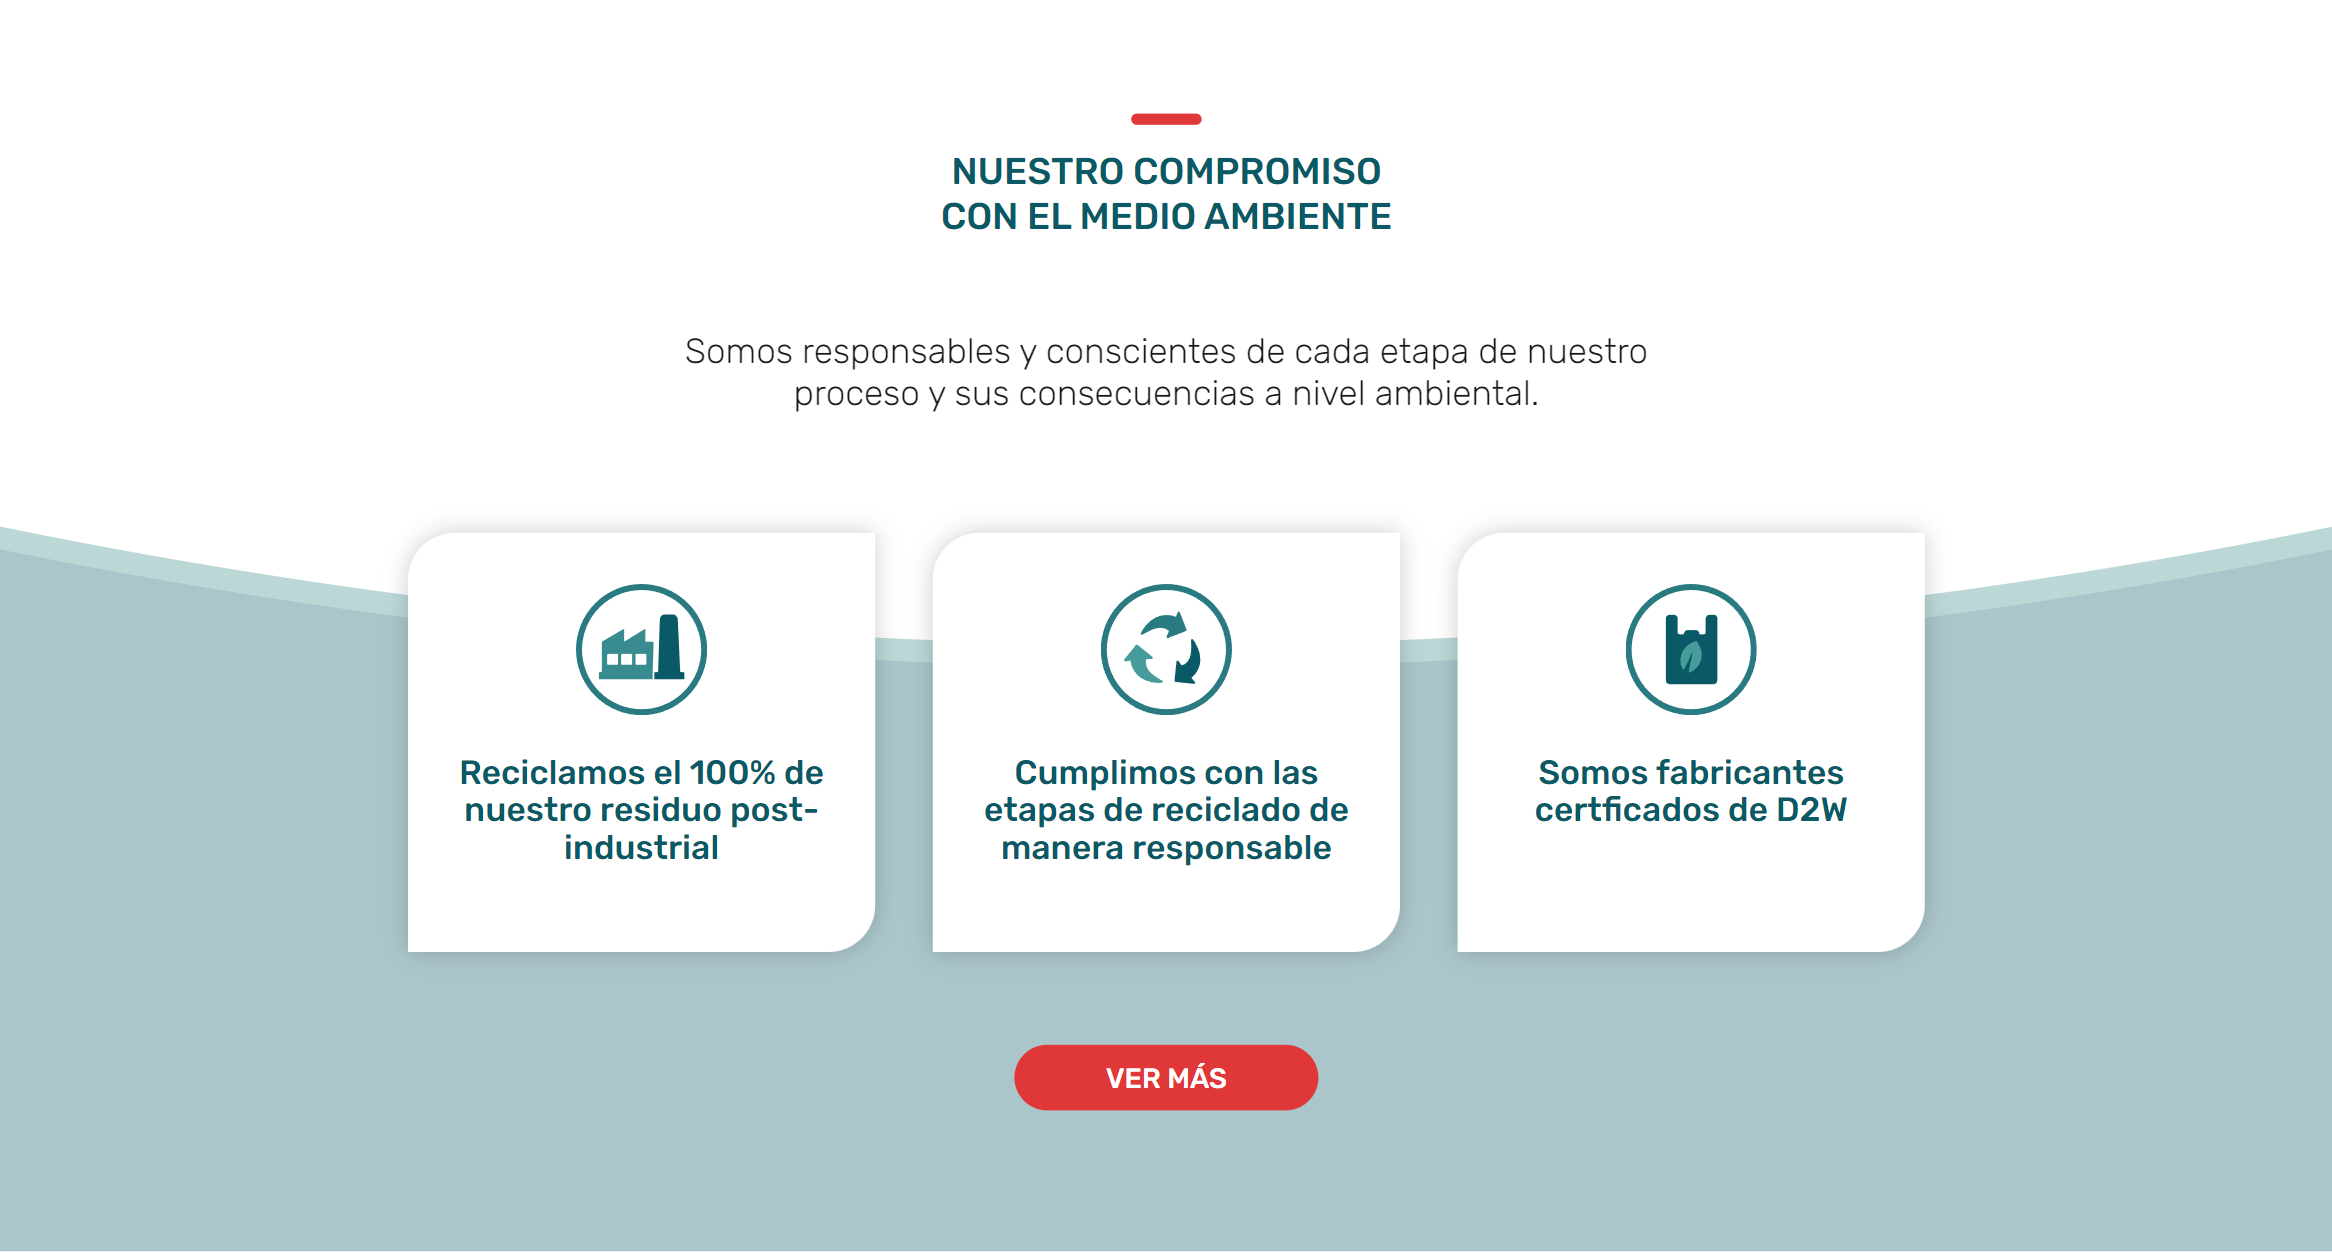 NUESTRO COMPROMISO
CON EL MEDIO AMBIENTE
Somos responsables y conscientes de cada etapa de nuestro
proceso y sus consecuencias a nivel ambiental.
Reciclamos el 100% de
nuestro residuo post-
industrial
Cumplimos con las
etapas de reciclado de
manera responsable
Somos fabricantes
certficados de D2W
VER MÁS